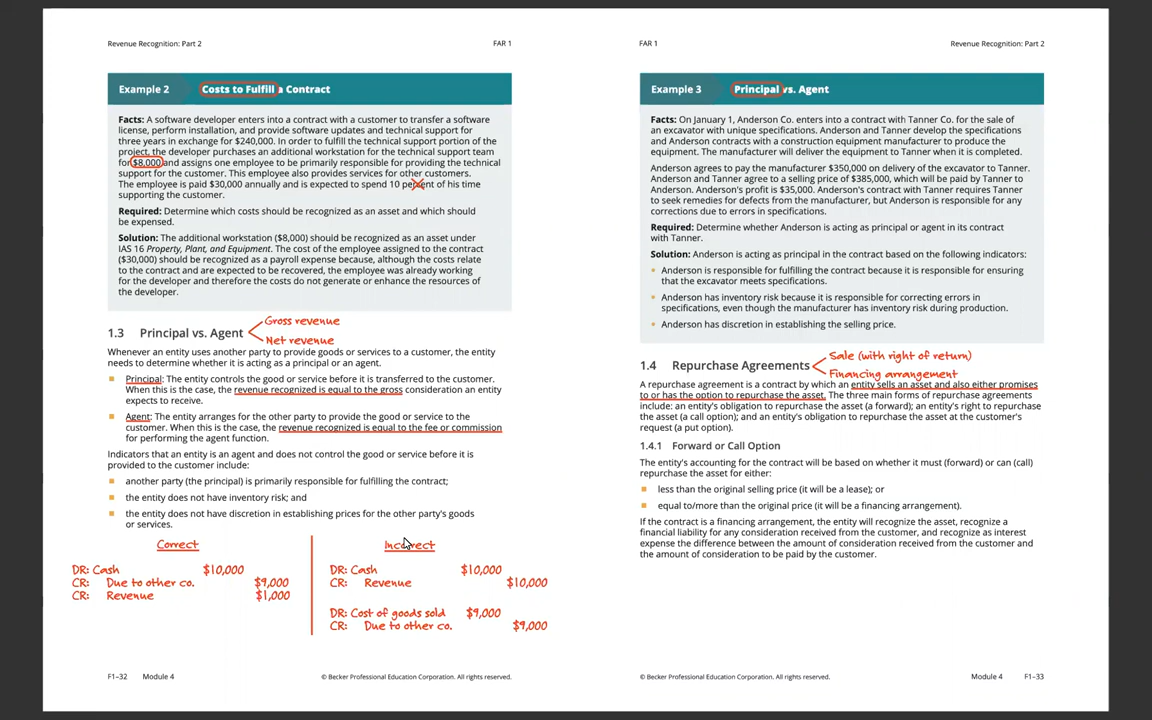 Revenue Recognition: Part 2
FAR 1
Example 2
Costs to Fulfill a Contract
Facts: A software developer enters into a contract with a customer to transfer a software
license, perform installation, and provide software updates and technical support for
three years in exchange for $240,000. In order to fulfill the technical support portion of the
project, the developer purchases an additional workstation for the technical support team
for $8,000 and assigns one employee to be primarily responsible for providing the technical
support for the customer. This employee also provides services for other customers.
The employee is paid $30,000 annually and is expected to spend 10 percent of his time
supporting the customer.
Required: Determine which costs should be recognized as an asset and which should
be expensed.
Solution: The additional workstation ($8,000) should be recognized as an asset under
IAS 16 Property, Plant, and Equipment. The cost of the employee assigned to the contract
($30,000) should be recognized as a payroll expense because, although the costs relate
to the contract and are expected to be recovered, the employee was already working
for the developer and therefore the costs do not generate or enhance the resources of
the developer.
1.3 Principal vs. Agent
Gross revenue
Net revenue
Whenever an entity uses another party to provide goods or services to a customer, the entity
needs to determine whether it is acting as a principal or an agent.
Principal: The entity controls the good or service before it is transferred to the customer.
When this is the case, the revenue recognized is equal to the gross consideration an entity
expects to receive.
Agent: The entity arranges for the other party to provide the good or service to the
customer. When this is the case, the revenue recognized is equal to the fee or commission
for performing the agent function.
Indicators that an entity is an agent and does not control the good or service before it is
provided to the customer include:
another party (the principal) is primarily responsible for fulfilling the contract;
the entity does not have inventory risk; and
the entity does not have discretion in establishing prices for the other party's goods
or services.
Correct
DR: Cash $10,000
CR: Due to other co. $9,000
CR: Revenue $1,000
Incorrect
DR: Cash $10,000
CR: Revenue $10,000
DR: Cost of goods sold $9,000
CR: Due to other co. $9,000
F1–32 Module 4
© Becker Professional Education Corporation. All rights reserved.
FAR 1
Revenue Recognition: Part 2
Example 3
Principal vs. Agent
Facts: On January 1, Anderson Co. enters into a contract with Tanner Co. for the sale of
an excavator with unique specifications. Anderson and Tanner develop the specifications
and Anderson contracts with a construction equipment manufacturer to produce the
equipment. The manufacturer will deliver the equipment to Tanner when it is completed.
Anderson agrees to pay the manufacturer $350,000 on delivery of the excavator to Tanner.
Anderson and Tanner agree to a selling price of $385,000, which will be paid by Tanner to
Anderson. Anderson's profit is $35,000. Anderson's contract with Tanner requires Tanner
to seek remedies for defects from the manufacturer, but Anderson is responsible for any
corrections due to errors in specifications.
Required: Determine whether Anderson is acting as principal or agent in its contract
with Tanner.
Solution: Anderson is acting as principal in the contract based on the following indicators:
Anderson is responsible for fulfilling the contract because it is responsible for ensuring
that the excavator meets specifications.
Anderson has inventory risk because it is responsible for correcting errors in
specifications, even though the manufacturer has inventory risk during production.
Anderson has discretion in establishing the selling price.
1.4 Repurchase Agreements
Sale (with right of return)
Financing arrangement
A repurchase agreement is a contract by which an entity sells an asset and also either promises
to or has the option to repurchase the asset. The three main forms of repurchase agreements
include: an entity's obligation to repurchase the asset (a forward); an entity's right to repurchase
the asset (a call option); and an entity's obligation to repurchase the asset at the customer's
request (a put option).
1.4.1 Forward or Call Option
The entity's accounting for the contract will be based on whether it must (forward) or can (call)
repurchase the asset for either:
less than the original selling price (it will be a lease); or
equal to/more than the original price (it will be a financing arrangement).
If the contract is a financing arrangement, the entity will recognize the asset, recognize a
financial liability for any consideration received from the customer, and recognize as interest
expense the difference between the amount of consideration received from the customer and
the amount of consideration to be paid by the customer.
© Becker Professional Education Corporation. All rights reserved.
Module 4 F1–33